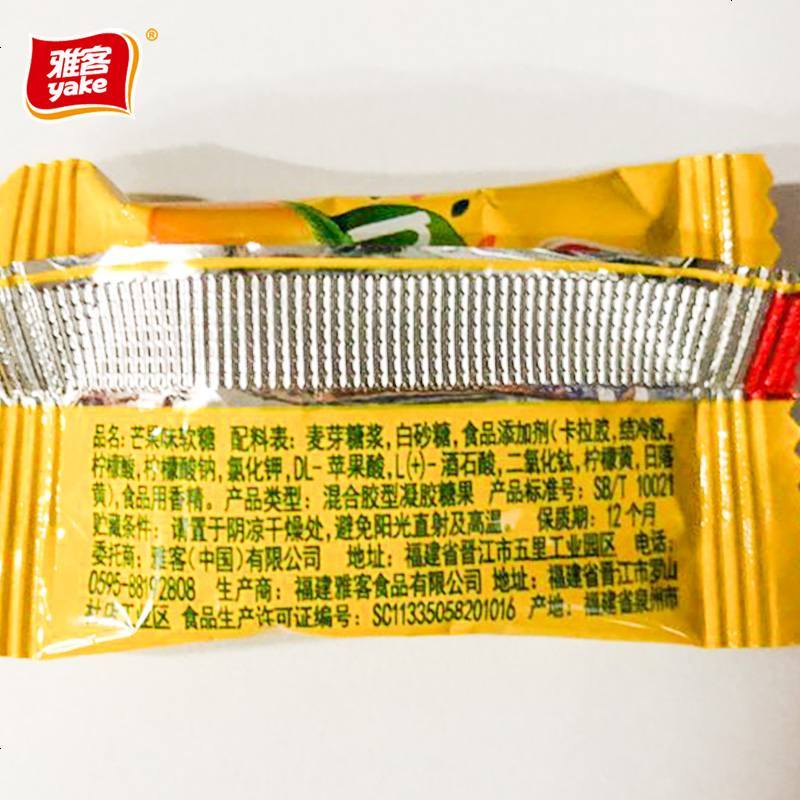 雅客
yake
®
品名:芒果味软糖 配料表:麦芽糖浆,白砂糖,食品添加剂(卡拉胶,结冷胶,
柠檬酸,柠檬酸钠,氯化钾,DL-苹果酸,L(+)-酒石酸,二氧化钛,柠檬黄,日落
黄),食用香精。产品类型:混合胶型凝胶糖果 产品标准号:SB/T 10021
贮藏条件:请置于阴凉干燥处,避免阳光直射及高温。 保质期:12个月
委托商:雅客(中国)有限公司 地址:福建省晋江市五里工业园区 电话:
0595-88192808 生产商:福建雅客食品有限公司 地址:福建省晋江市罗山
工业区 食品生产许可证编号:SC11335058201016 产地:福建省泉州市